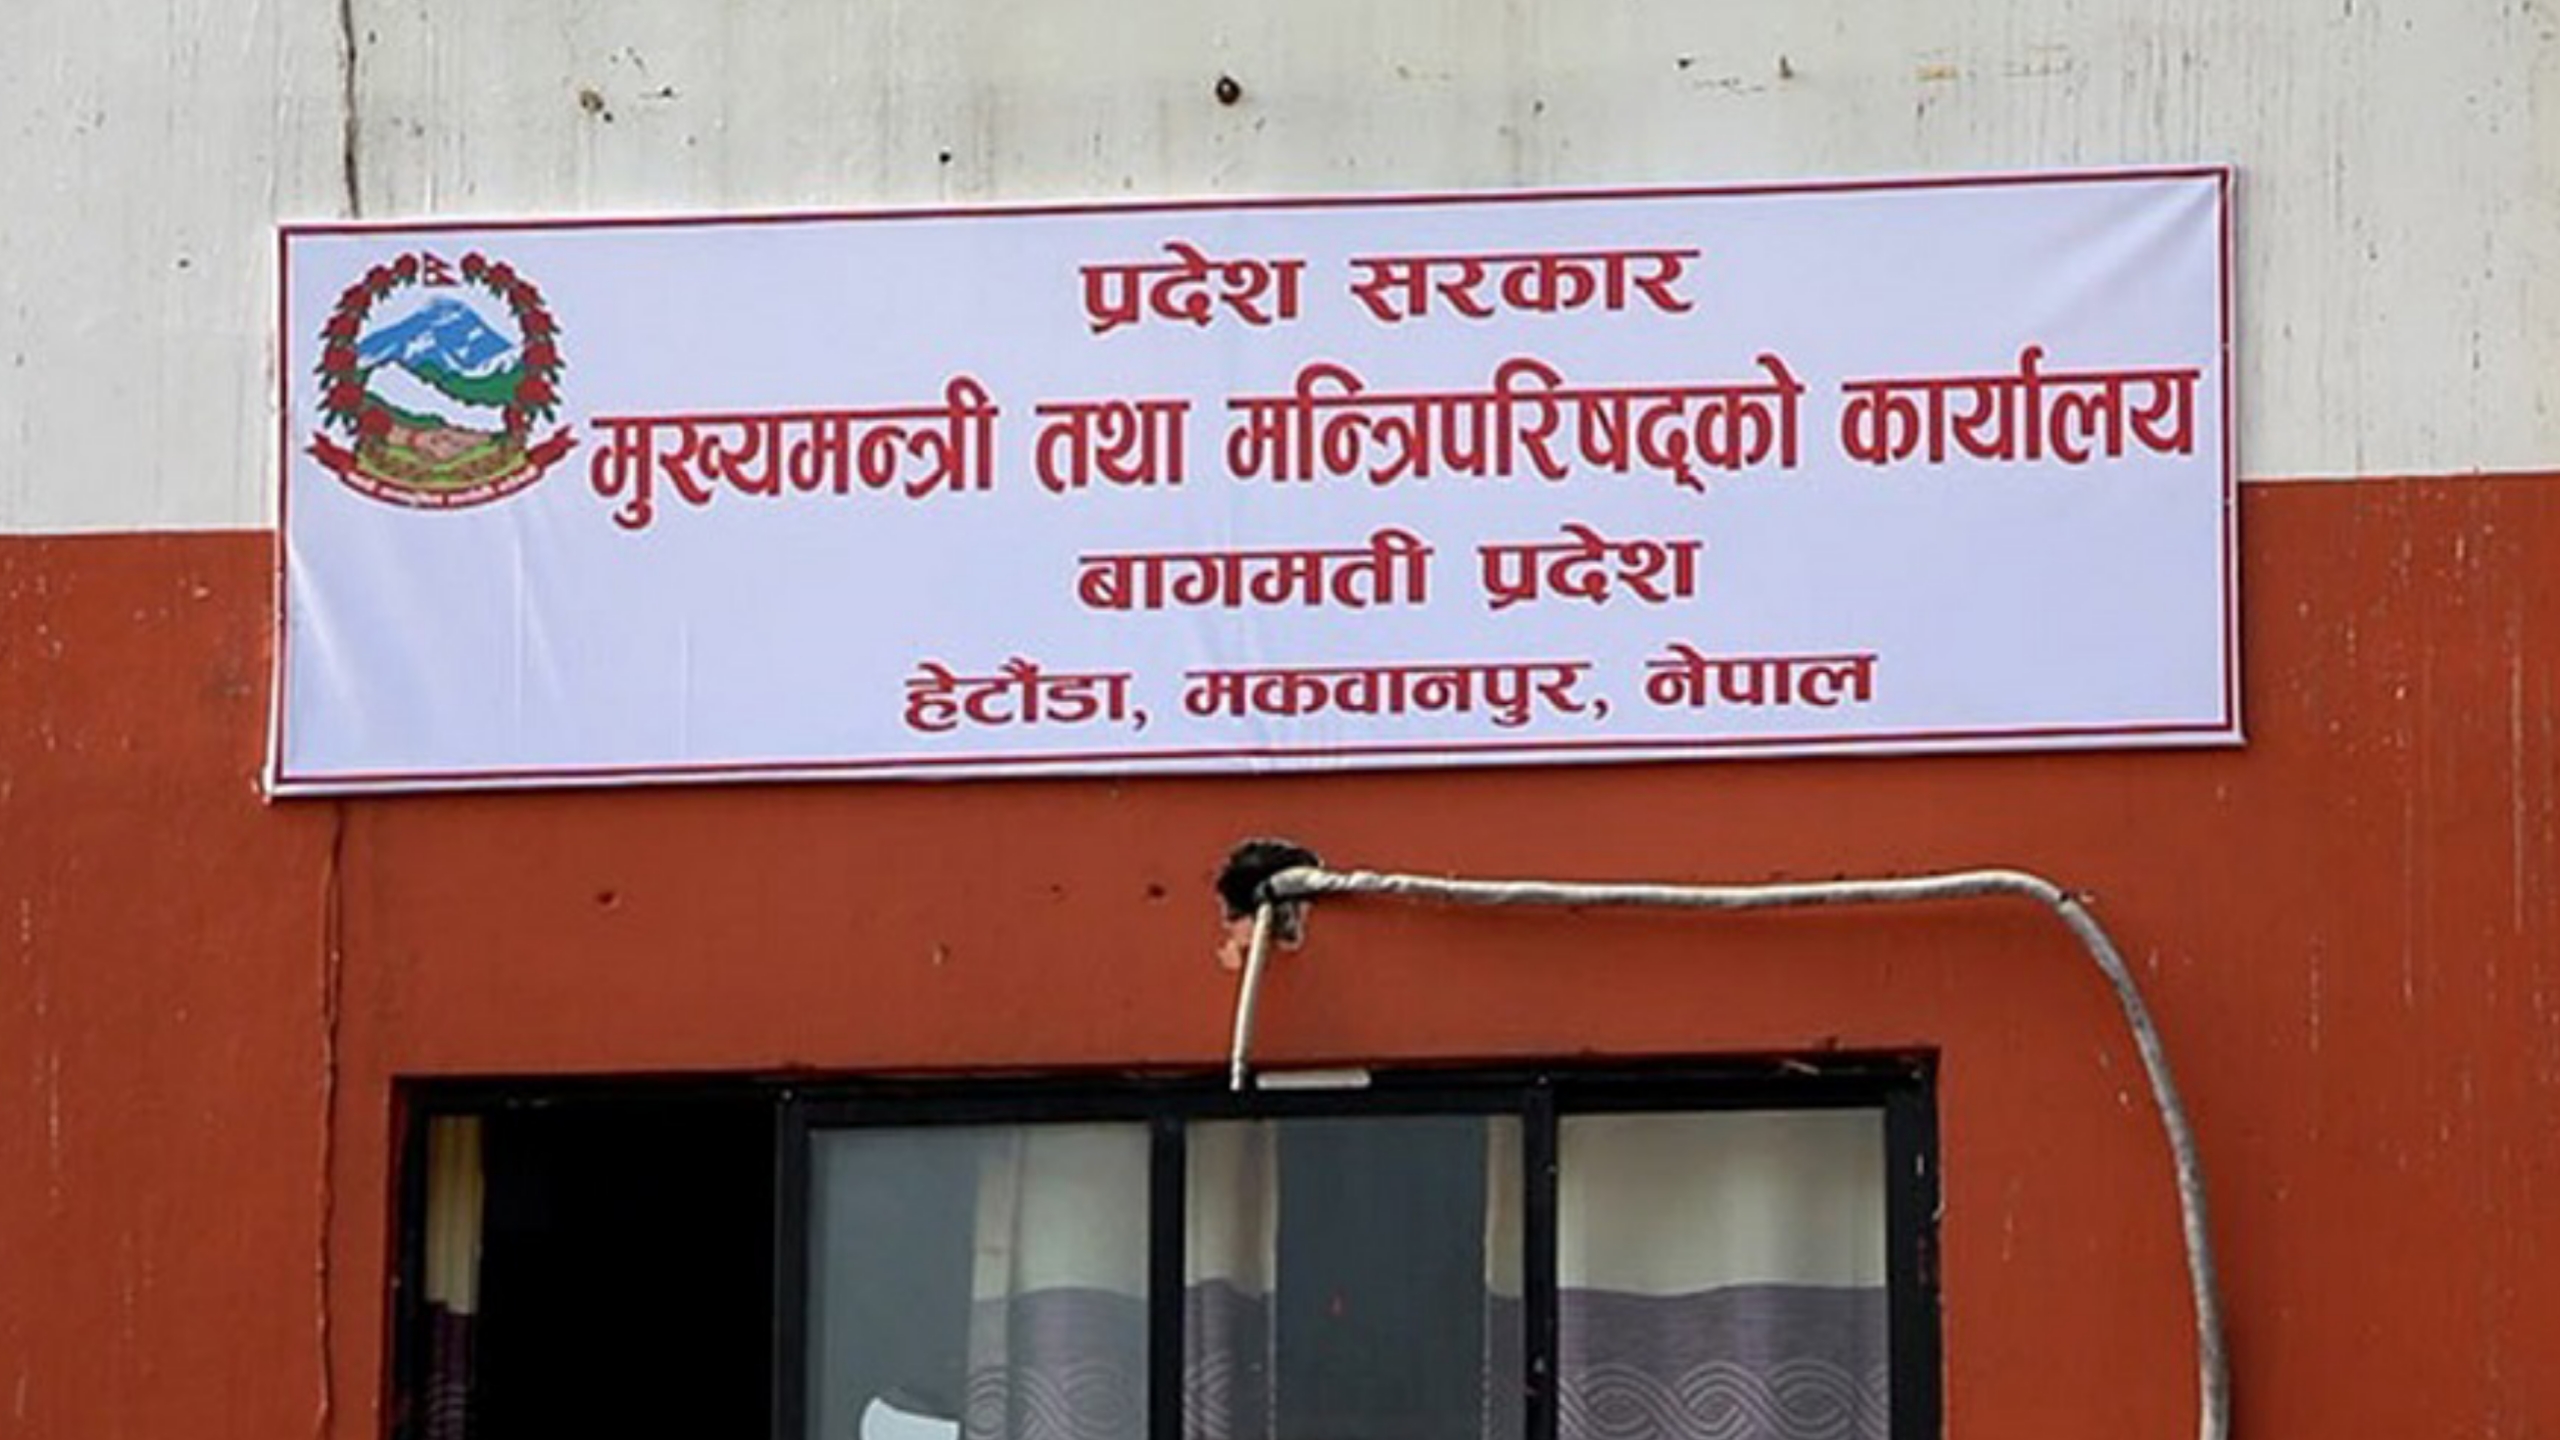 प्रदेश सरकार
मुख्यमन्त्री तथा मन्त्रिपरिषद्को कार्यालय
बागमती प्रदेश
हेटौंडा, मकवानपुर, नेपाल